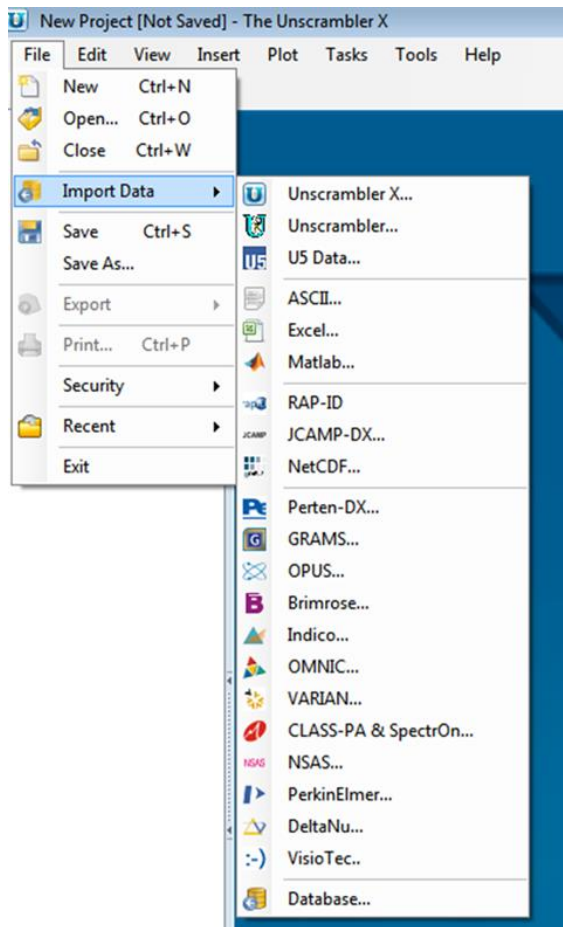 New Project [Not Saved] - The Unscrambler X
File Edit View Insert Plot Tasks Tools Help
New Ctrl+N
Open... Ctrl+O
Close Ctrl+W
Import Data
Save Ctrl+S
Save As...
Export
Print... Ctrl+P
Security
Recent
Exit
Unscrambler X...
Unscrambler...
U5 U5 Data...
ASCII...
Excel...
Matlab...
RAP-ID
JCAMP JCAMP-DX...
NetCDF...
Perten-DX...
G GRAMS...
OPUS...
B Brimrose...
Indico...
OMNIC...
VARIAN...
CLASS-PA & SpectrOn...
NSAS NSAS...
PerkinElmer...
DeltaNu...
:-) VisioTec..
Database...